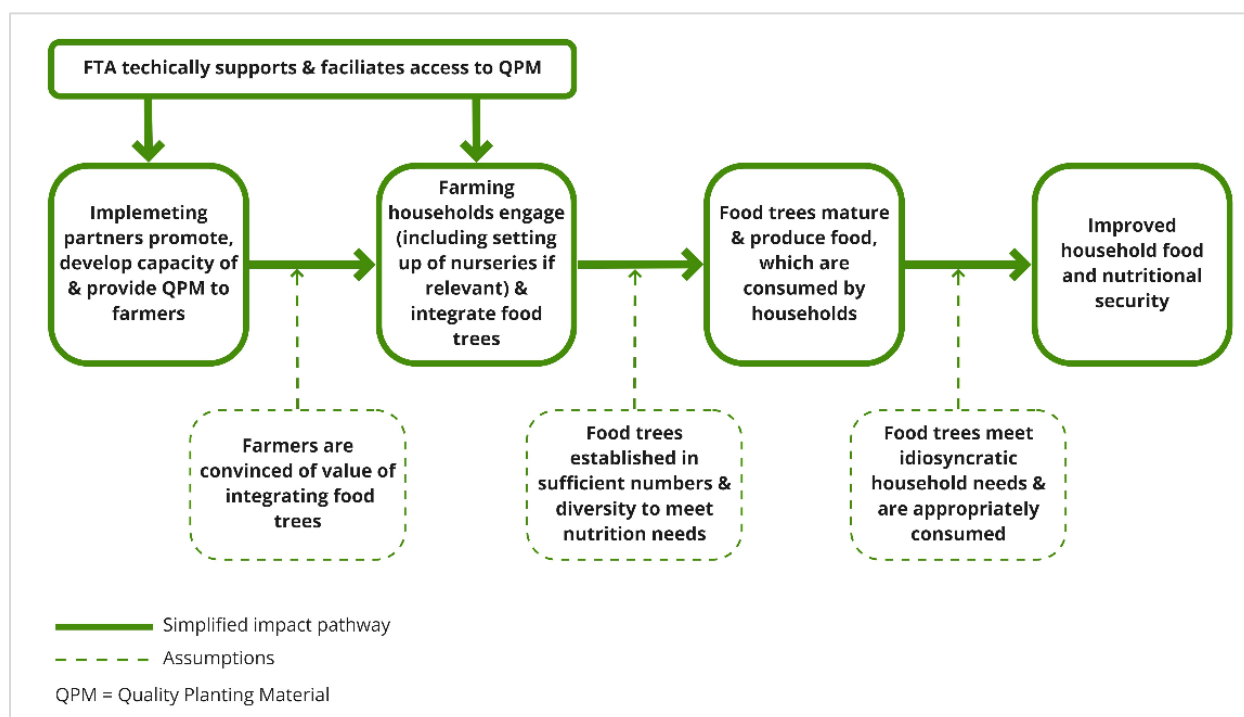 FTA techically supports & faciliates access to QPM
Implemeting
partners promote,
develop capacity of
& provide QPM to
farmers
Farming
households engage
(including setting
up of nurseries if
relevant) &
integrate food
trees
Food trees mature
& produce food,
which are
consumed by
households
Improved
household food
and nutritional
security
Farmers are
convinced of value of
integrating food
trees
Food trees
established in
sufficient numbers &
diversity to meet
nutrition needs
Food trees meet
idiosyncratic
household needs &
are appropriately
consumed
Simplified impact pathway
Assumptions
QPM = Quality Planting Material